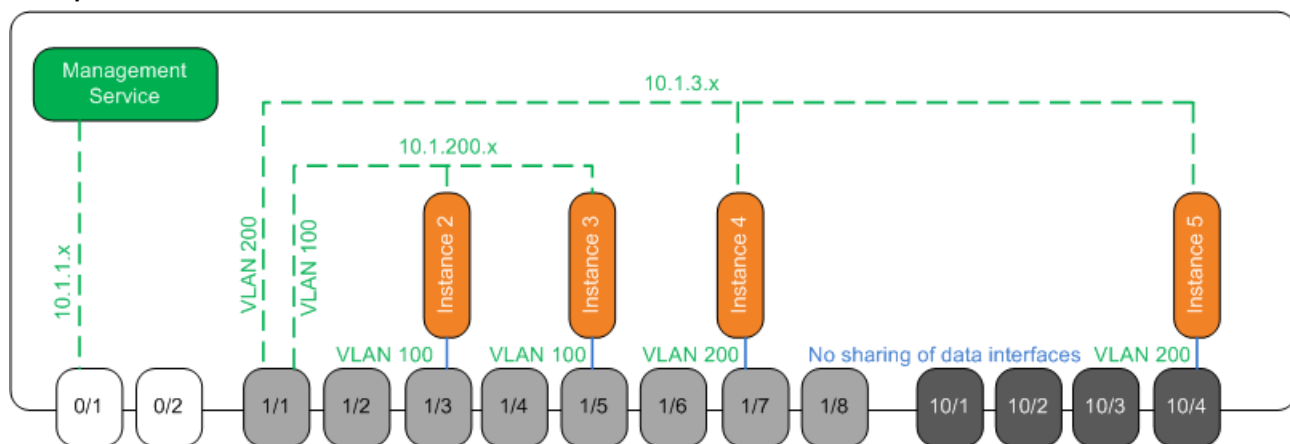 Management
Service
10.1.3.x
10.1.200.x
10.1.1.x
VLAN 200
VLAN 100
Instance 2
Instance 3
Instance 4
Instance 5
VLAN 100
VLAN 100
VLAN 200
No sharing of data interfaces
VLAN 200
0/1
0/2
1/1
1/2
1/3
1/4
1/5
1/6
1/7
1/8
10/1
10/2
10/3
10/4